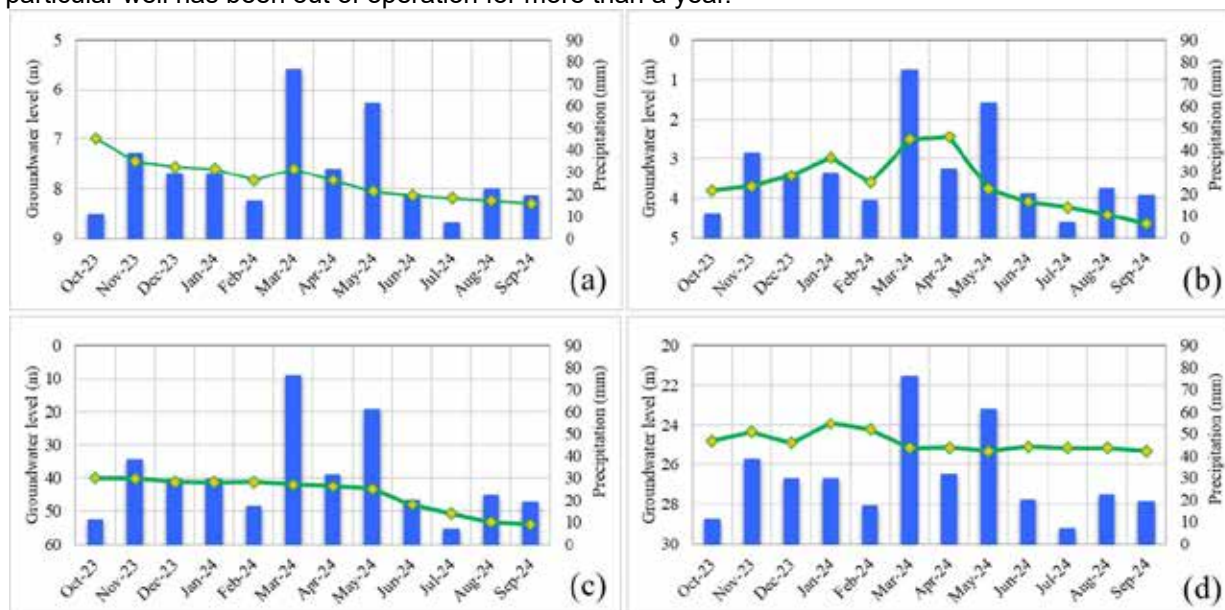 particular well has been out of operation for more than a year.
5
6
7
8
9
Groundwater level (m)
90
80
70
60
50
40
30
20
10
0
Precipitation (mm)
Oct-23
Nov-23
Dec-23
Jan-24
Feb-24
Mar-24
Apr-24
May-24
Jun-24
Jul-24
Aug-24
Sep-24
(a)
0
1
2
3
4
5
Groundwater level (m)
90
80
70
60
50
40
30
20
10
0
Precipitation (mm)
Oct-23
Nov-23
Dec-23
Jan-24
Feb-24
Mar-24
Apr-24
May-24
Jun-24
Jul-24
Aug-24
Sep-24
(b)
0
10
20
30
40
50
60
Groundwater level (m)
90
80
70
60
50
40
30
20
10
0
Precipitation (mm)
Oct-23
Nov-23
Dec-23
Jan-24
Feb-24
Mar-24
Apr-24
May-24
Jun-24
Jul-24
Aug-24
Sep-24
(c)
20
22
24
26
28
30
Groundwater level (m)
90
80
70
60
50
40
30
20
10
0
Precipitation (mm)
Oct-23
Nov-23
Dec-23
Jan-24
Feb-24
Mar-24
Apr-24
May-24
Jun-24
Jul-24
Aug-24
Sep-24
(d)